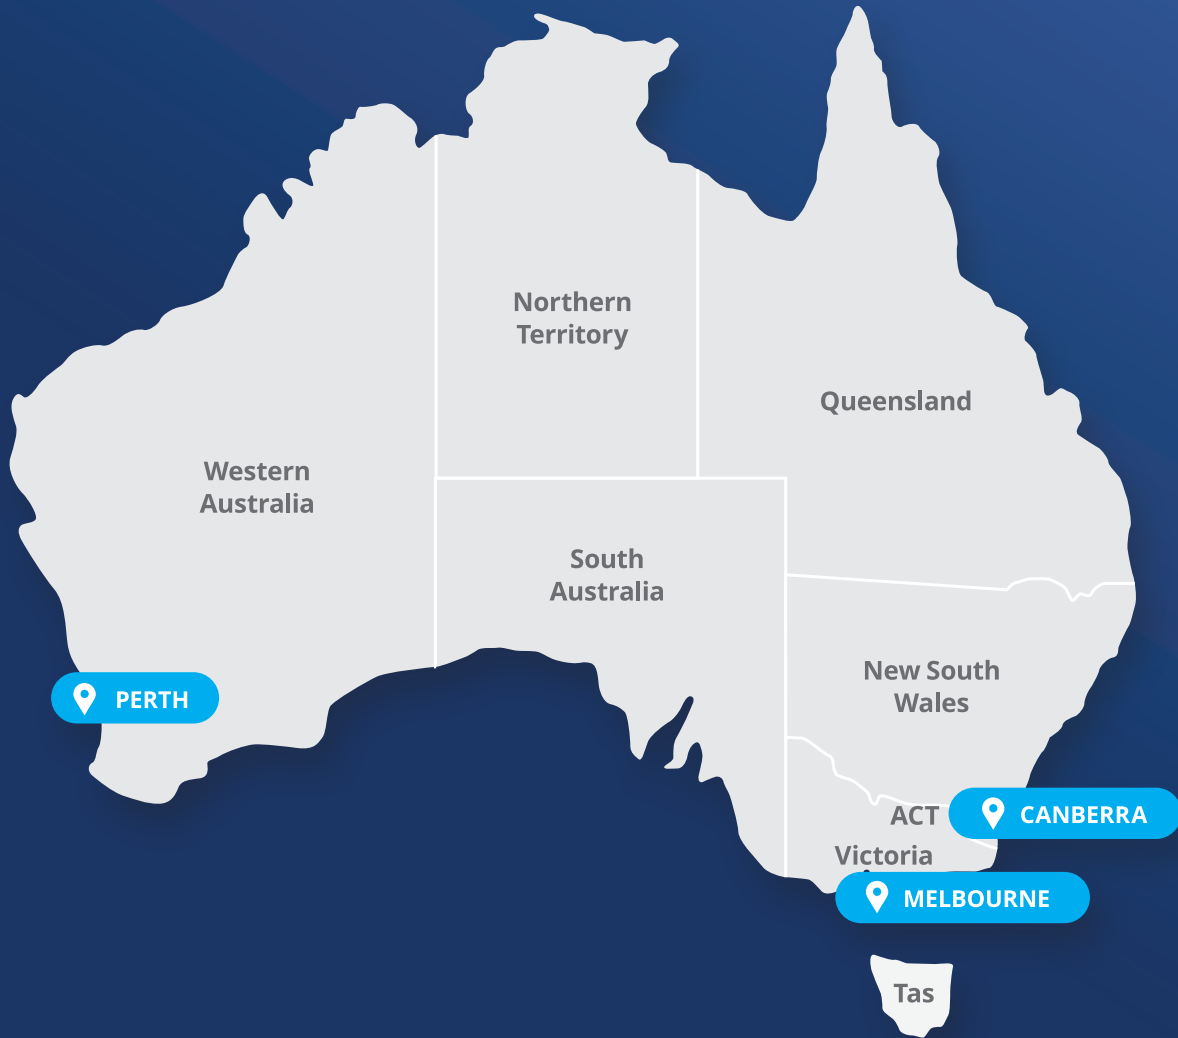 Northern
Territory
Queensland
Western
Australia
South
Australia
New South
Wales
PERTH
ACT
CANBERRA
Victoria
MELBOURNE
Tas